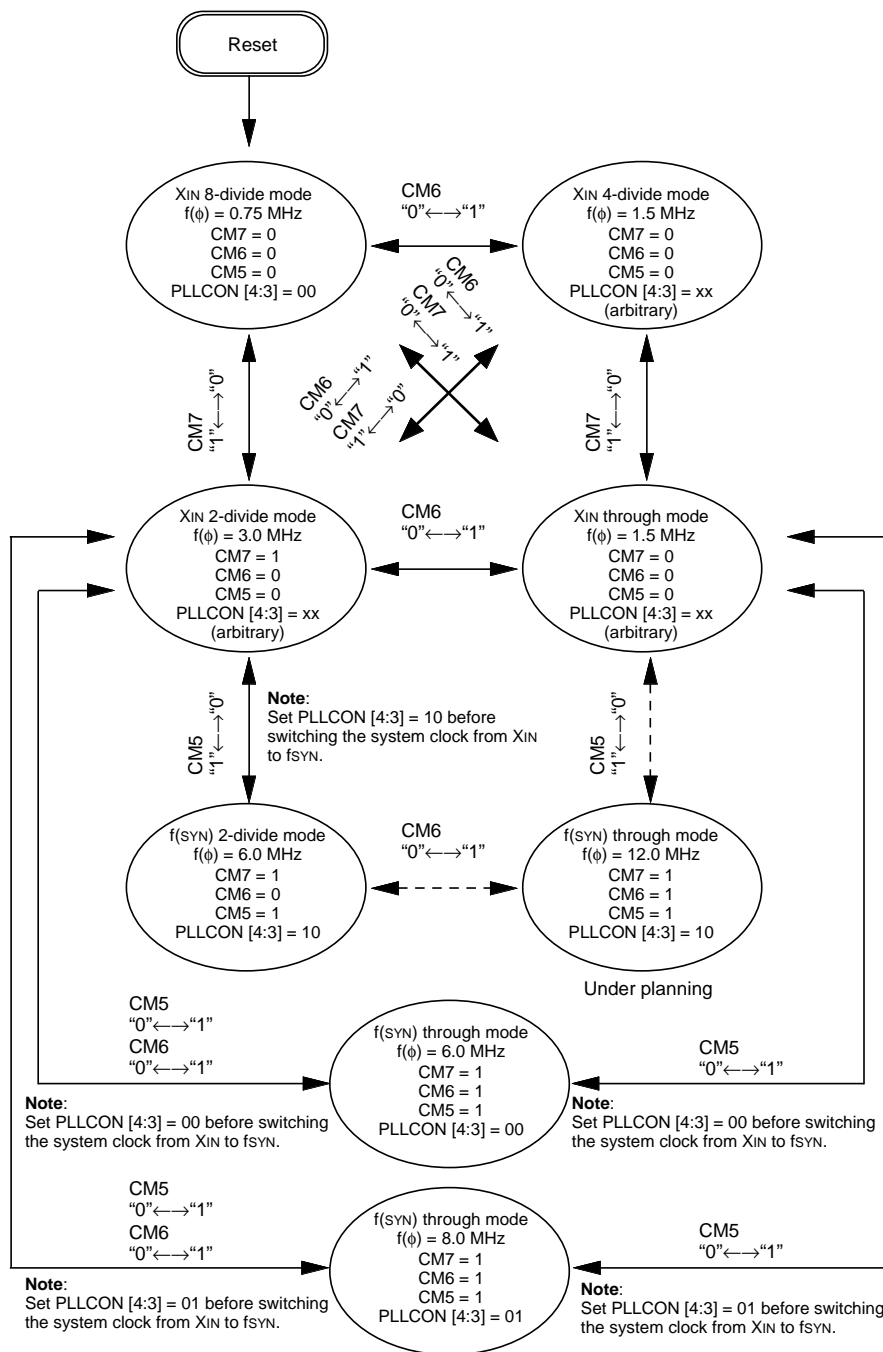 Reset
XIN 8-divide mode
f(ϕ) = 0.75 MHz
CM7 = 0
CM6 = 0
CM5 = 0
PLLCON [4:3] = 00
CM6
“0”←→“1”
XIN 4-divide mode
f(ϕ) = 1.5 MHz
CM7 = 0
CM6 = 0
CM5 = 0
PLLCON [4:3] = xx
(arbitrary)
CM6
“0”←→“1”
CM7
“0”←→“1”
CM6
“0”←→“1”
CM7
“1”←→“0”
CM7
“1”←→“0”
CM7
“1”←→“0”
XIN 2-divide mode
f(ϕ) = 3.0 MHz
CM7 = 1
CM6 = 0
CM5 = 0
PLLCON [4:3] = xx
(arbitrary)
CM6
“0”←→“1”
XIN through mode
f(ϕ) = 1.5 MHz
CM7 = 0
CM6 = 0
CM5 = 0
PLLCON [4:3] = xx
(arbitrary)
CM5
“1”←→“0”
Note:
Set PLLCON [4:3] = 10 before
switching the system clock from XIN
to fSYN.
CM5
“1”←→“0”
f(SYN) 2-divide mode
f(ϕ) = 6.0 MHz
CM7 = 1
CM6 = 0
CM5 = 1
PLLCON [4:3] = 10
CM6
“0”←→“1”
f(SYN) through mode
f(ϕ) = 12.0 MHz
CM7 = 1
CM6 = 1
CM5 = 1
PLLCON [4:3] = 10
Under planning
CM5
“0”←→“1”
CM6
“0”←→“1”
f(SYN) through mode
f(ϕ) = 6.0 MHz
CM7 = 1
CM6 = 1
CM5 = 1
PLLCON [4:3] = 00
CM5
“0”←→“1”
Note:
Set PLLCON [4:3] = 00 before switching
the system clock from XIN to fSYN.
Note:
Set PLLCON [4:3] = 00 before switching
the system clock from XIN to fSYN.
CM5
“0”←→“1”
CM6
“0”←→“1”
f(SYN) through mode
f(ϕ) = 8.0 MHz
CM7 = 1
CM6 = 1
CM5 = 1
PLLCON [4:3] = 01
CM5
“0”←→“1”
Note:
Set PLLCON [4:3] = 01 before switching
the system clock from XIN to fSYN.
Note:
Set PLLCON [4:3] = 01 before switching
the system clock from XIN to fSYN.